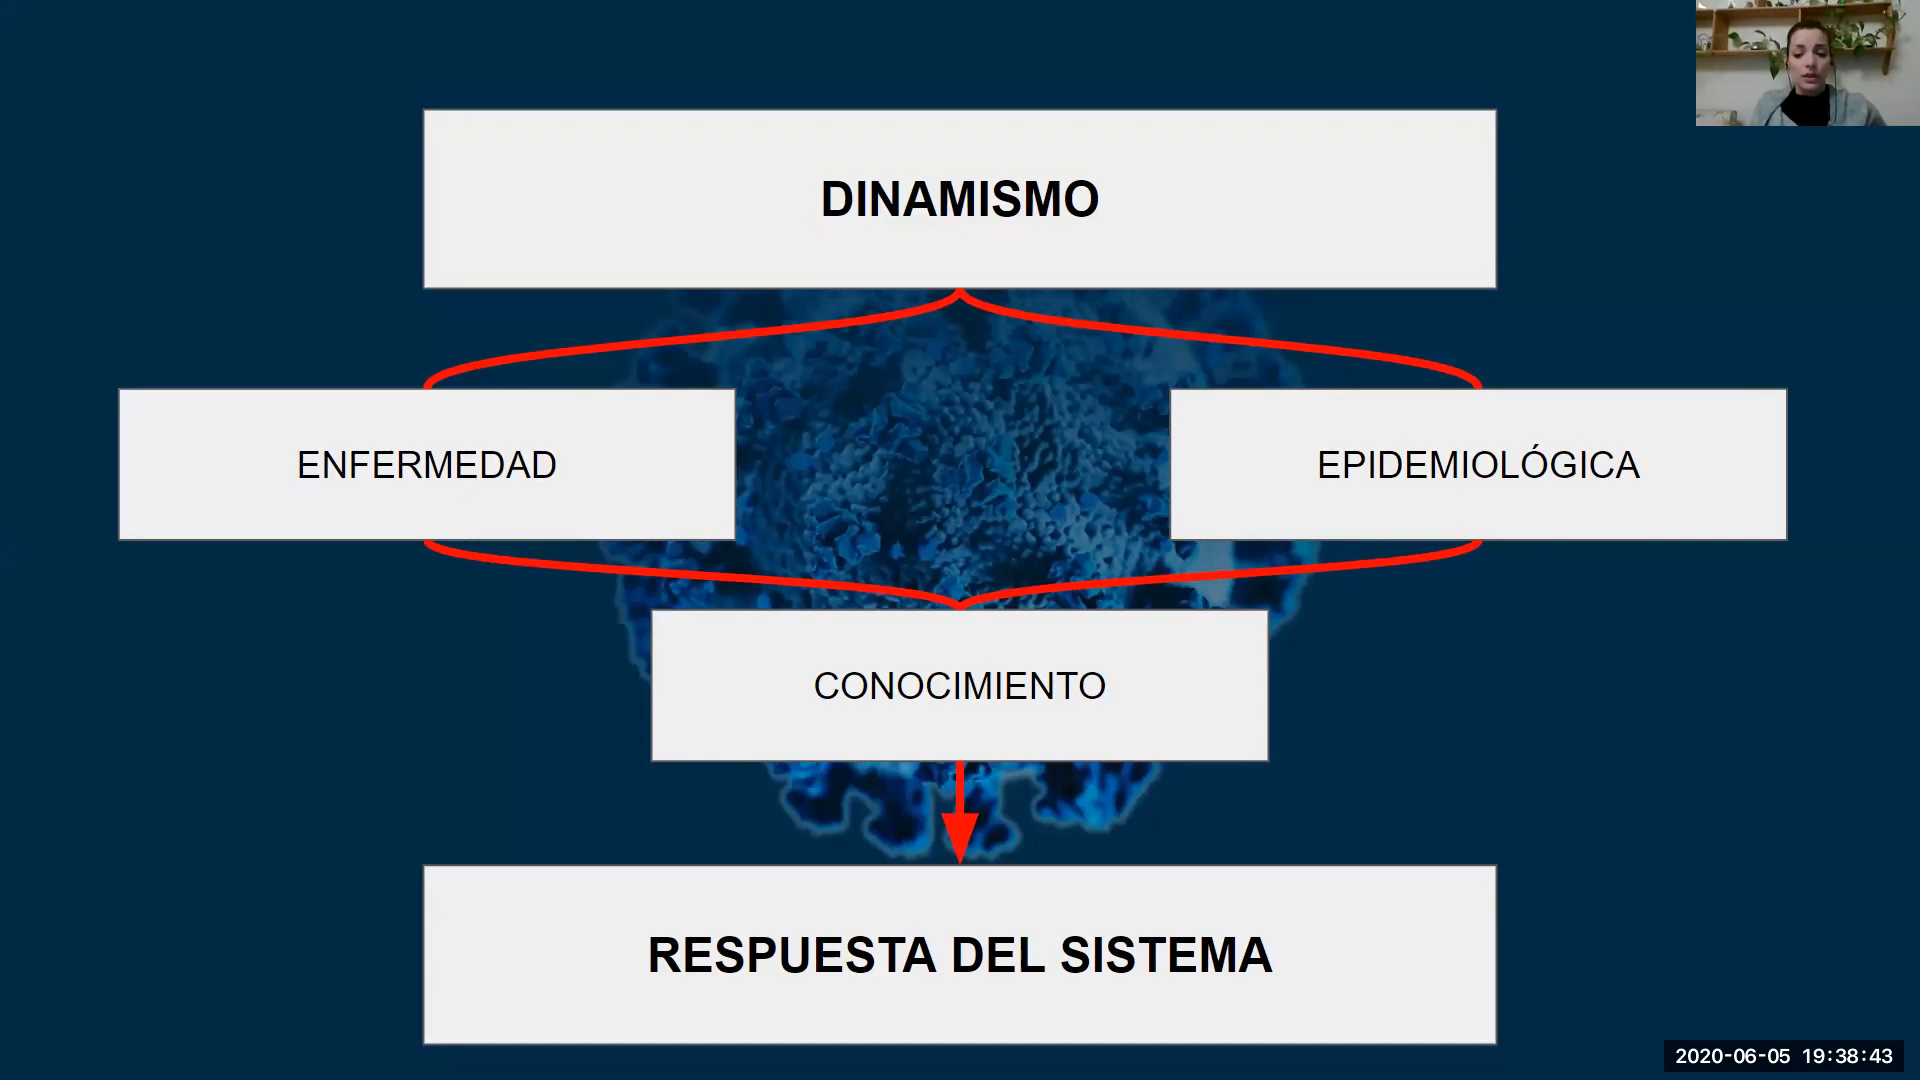 DINAMISMO
ENFERMEDAD
EPIDEMIOLÓGICA
CONOCIMIENTO
RESPUESTA DEL SISTEMA
2020-06-05 19:38:43